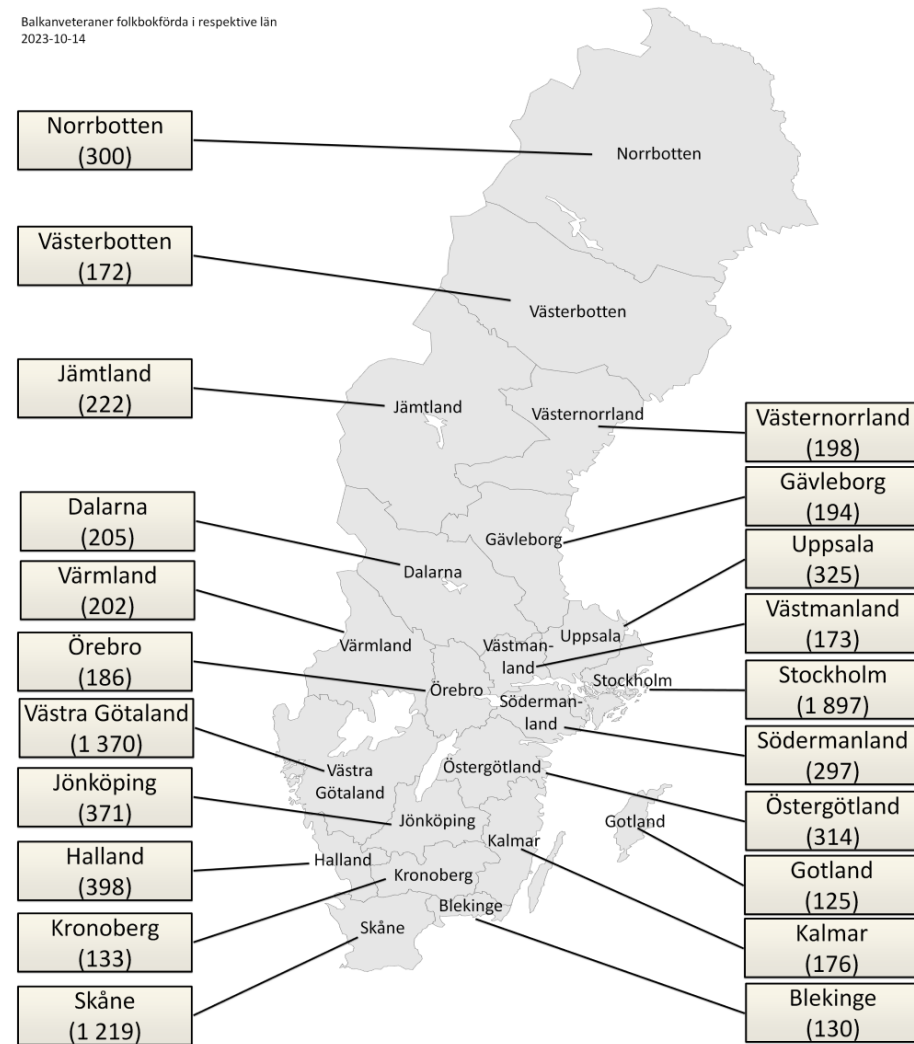 Balkanveteraner folkbokförda i respektive län
2023-10-14
Norrbotten
(300)
Västerbotten
(172)
Jämtland
(222)
Dalarna
(205)
Värmland
(202)
Örebro
(186)
Västra Götaland
(1 370)
Jönköping
(371)
Halland
(398)
Kronoberg
(133)
Skåne
(1 219)
Norrbotten
Västerbotten
Jämtland
Västernorrland
Gävleborg
Dalarna
Uppsala
Värmland
Västman-
land
Stockholm
Örebro
Söderman-
land
Östergötland
Västra
Götaland
Jönköping
Gotland
Kalmar
Halland
Kronoberg
Blekinge
Skåne
Västernorrland
(198)
Gävleborg
(194)
Uppsala
(325)
Västmanland
(173)
Stockholm
(1 897)
Södermanland
(297)
Östergötland
(314)
Gotland
(125)
Kalmar
(176)
Blekinge
(130)